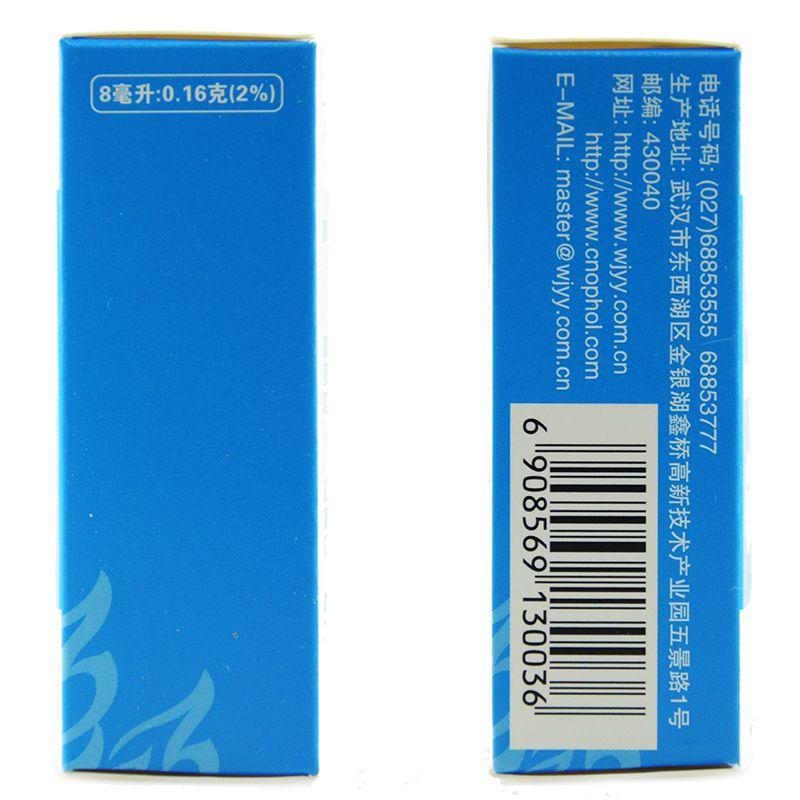 8毫升:0.16克(2%)
电话号码: (027)68853555 68853777
生产地址: 武汉市东西湖区金银湖鑫桥高新技术产业园五景路1号
邮编: 430040
网址: http://www.wjyy.com.cn
http://www.cnophol.com
E-MAIL: master@wjyy.com.cn
6 908569 130036